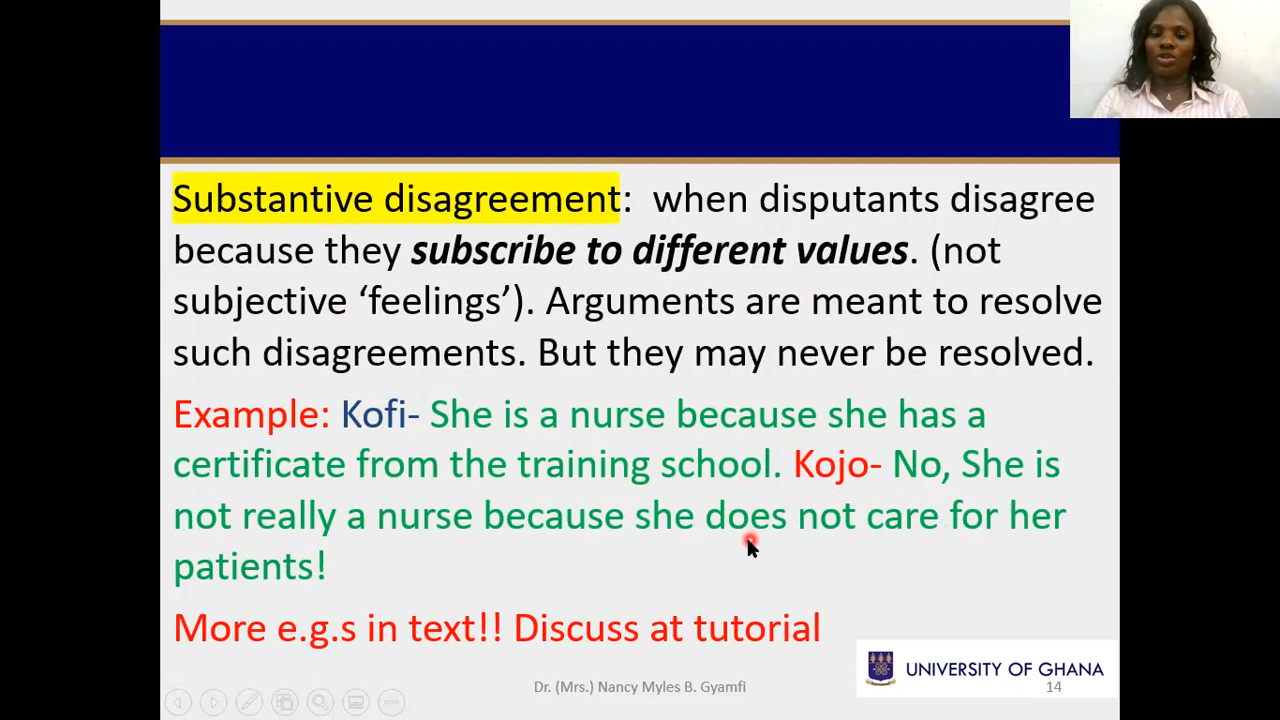 Substantive disagreement: when disputants disagree
because they subscribe to different values. (not
subjective ‘feelings’). Arguments are meant to resolve
such disagreements. But they may never be resolved.
Example: Kofi- She is a nurse because she has a
certificate from the training school. Kojo- No, She is
not really a nurse because she does not care for her
patients!
More e.g.s in text!! Discuss at tutorial
UNIVERSITY OF GHANA
Dr. (Mrs.) Nancy Myles B. Gyamfi
14